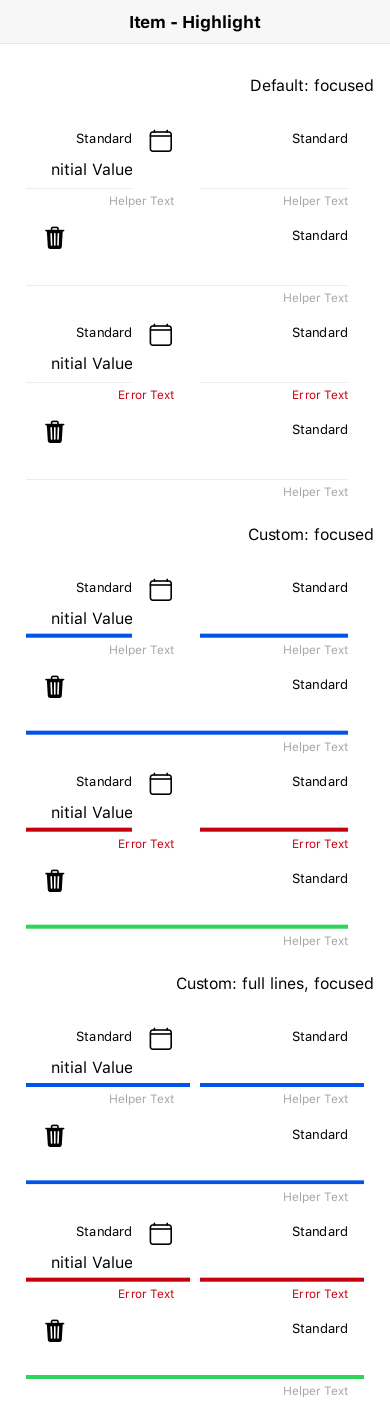 Item - Highlight
Default: focused
Standard
Standard
nitial Value
Helper Text
Helper Text
Standard
Helper Text
Standard
Standard
nitial Value
Error Text
Error Text
Standard
Helper Text
Custom: focused
Standard
Standard
nitial Value
Helper Text
Helper Text
Standard
Helper Text
Standard
Standard
nitial Value
Error Text
Error Text
Standard
Helper Text
Custom: full lines, focused
Standard
Standard
nitial Value
Helper Text
Helper Text
Standard
Helper Text
Standard
Standard
nitial Value
Error Text
Error Text
Standard
Helper Text